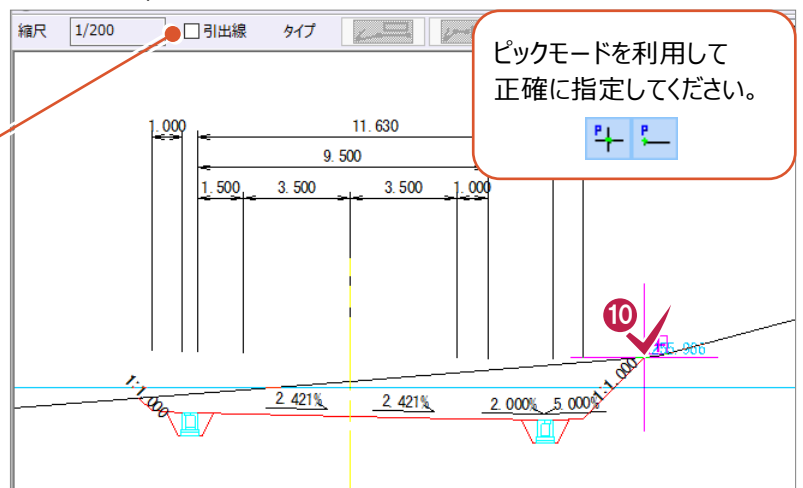 縮尺 1/200 引出線 タイプ
ピックモードを利用して
正確に指定してください。
P P
1.000 11.630
9.500
1.500 3.500 3.500 1.000
10
1:1.000 2.421% 2.421% 2.000% 5.000% 1:1.000